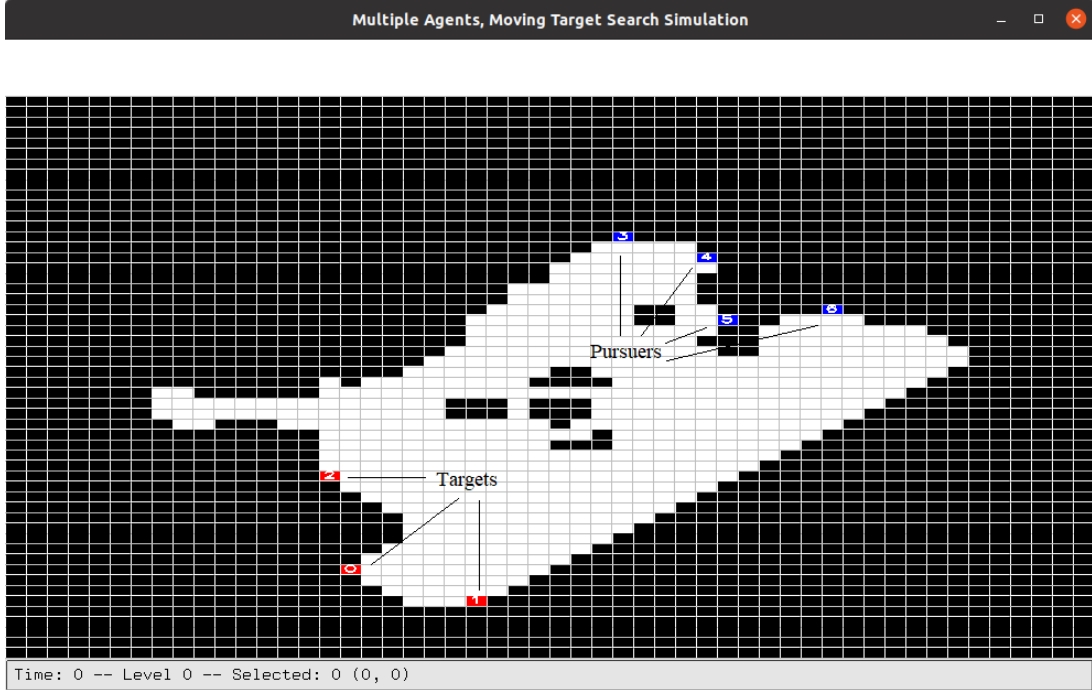 Multiple Agents, Moving Target Search Simulation
3
4
6
5
Pursuers
2
Targets
0
1
Time: 0 -- Level 0 -- Selected: 0 (0, 0)